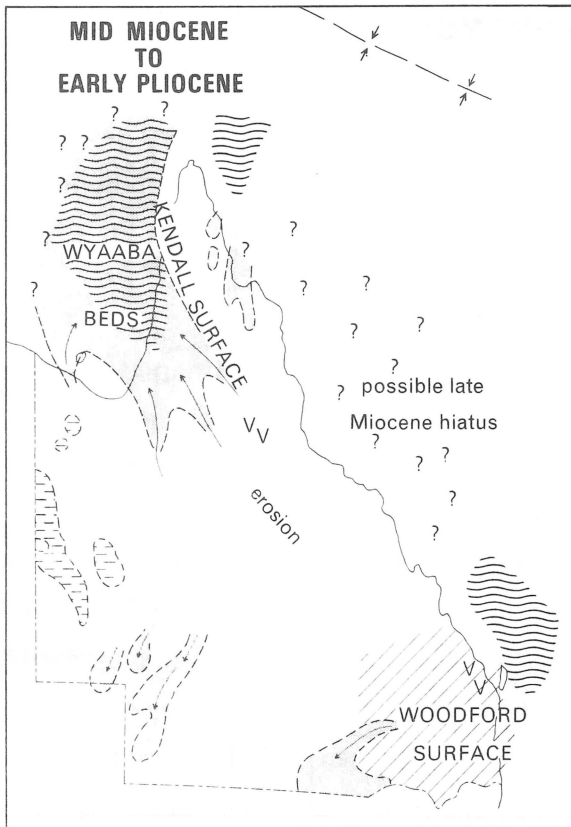 MID MIOCENE
TO
EARLY PLIOCENE
?
?
?
?
?
?
?
WYAABA
BEDS
KENDALL SURFACE
?
?
?
?
?
?
?
possible late
Miocene hiatus
?
?
?
?
?
V V
erosion
V
V
WOODFORD
SURFACE